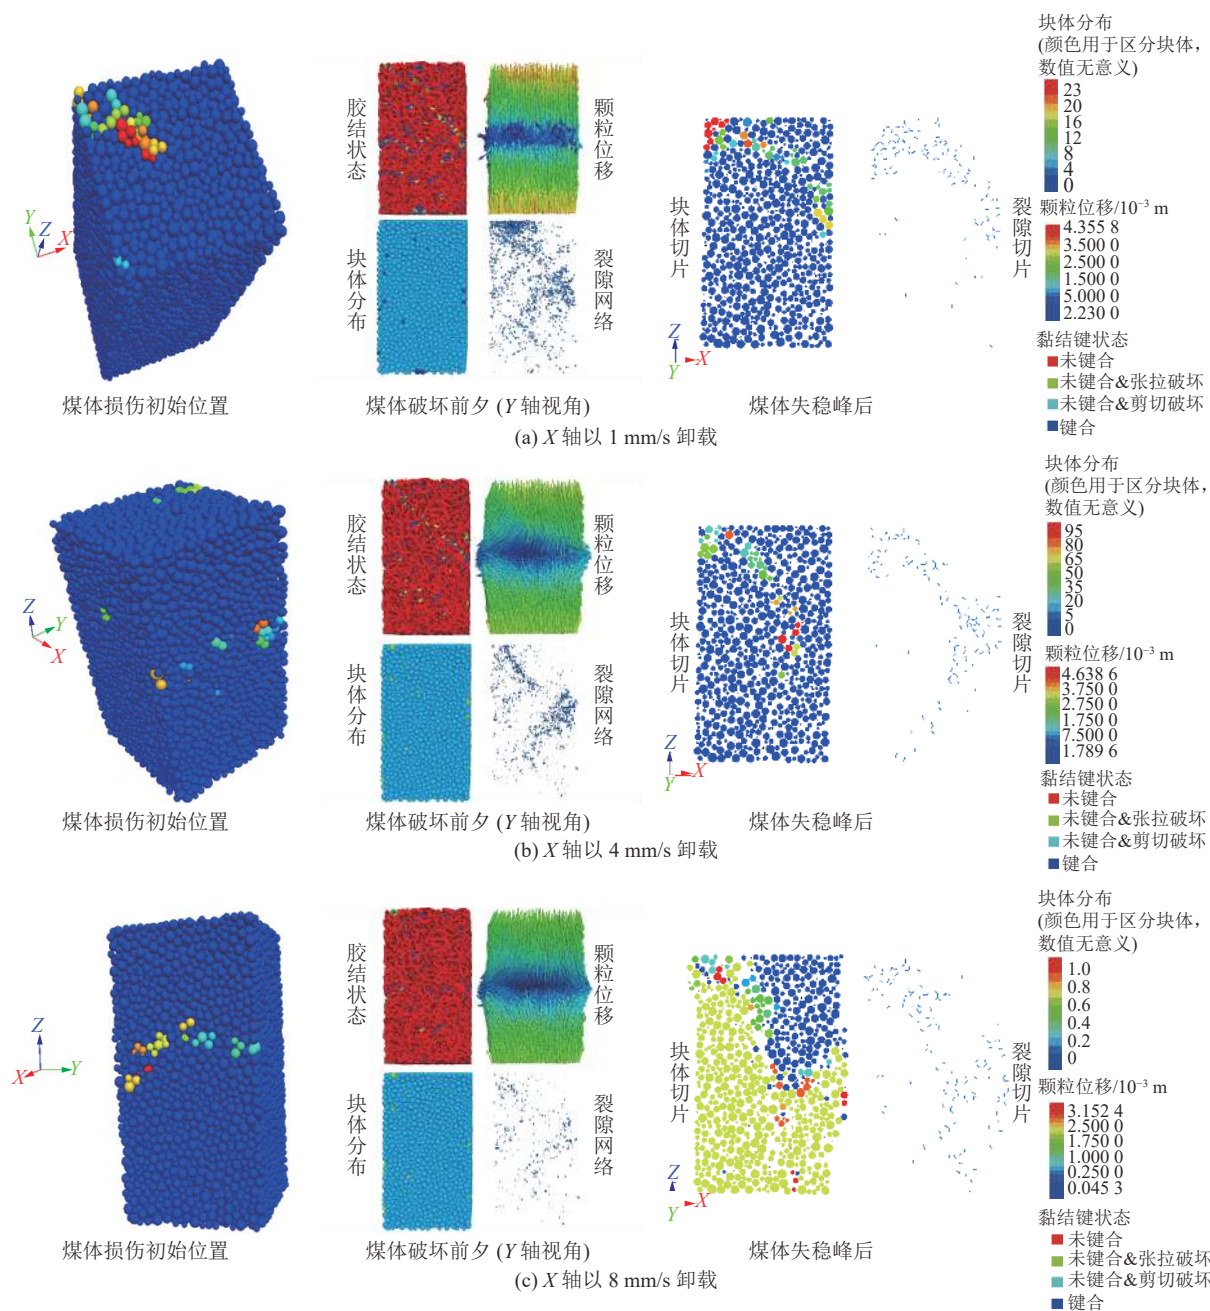 块体分布
(颜色用于区分块体,
数值无意义)
23
20
16
12
8
4
0
胶结状态
颗粒位移
块体分布
裂隙网络
块体切片
裂隙切片
Y
Z
X
Z
X
Y
颗粒位移/10⁻³ m
4.355 8
3.500 0
2.500 0
1.500 0
5.000 0
2.230 0
黏结键状态
未键合
未键合&张拉破坏
未键合&剪切破坏
键合
煤体损伤初始位置
煤体破坏前夕 (Y 轴视角)
煤体失稳峰后
(a) X 轴以 1 mm/s 卸载
块体分布
(颜色用于区分块体,
数值无意义)
95
80
65
50
35
20
5
0
胶结状态
颗粒位移
块体分布
裂隙网络
块体切片
裂隙切片
Z
Y
X
Z
X
Y
颗粒位移/10⁻³ m
4.638 6
3.750 0
2.750 0
1.750 0
7.500 0
1.789 6
黏结键状态
未键合
未键合&张拉破坏
未键合&剪切破坏
键合
煤体损伤初始位置
煤体破坏前夕 (Y 轴视角)
煤体失稳峰后
(b) X 轴以 4 mm/s 卸载
块体分布
(颜色用于区分块体,
数值无意义)
1.0
0.8
0.6
0.4
0.2
0
胶结状态
颗粒位移
块体分布
裂隙网络
块体切片
裂隙切片
Z
X
Y
Z
X
Y
颗粒位移/10⁻³ m
3.152 4
2.500 0
1.750 0
1.000 0
0.250 0
0.045 3
黏结键状态
未键合
未键合&张拉破坏
未键合&剪切破坏
键合
煤体损伤初始位置
煤体破坏前夕 (Y 轴视角)
煤体失稳峰后
(c) X 轴以 8 mm/s 卸载